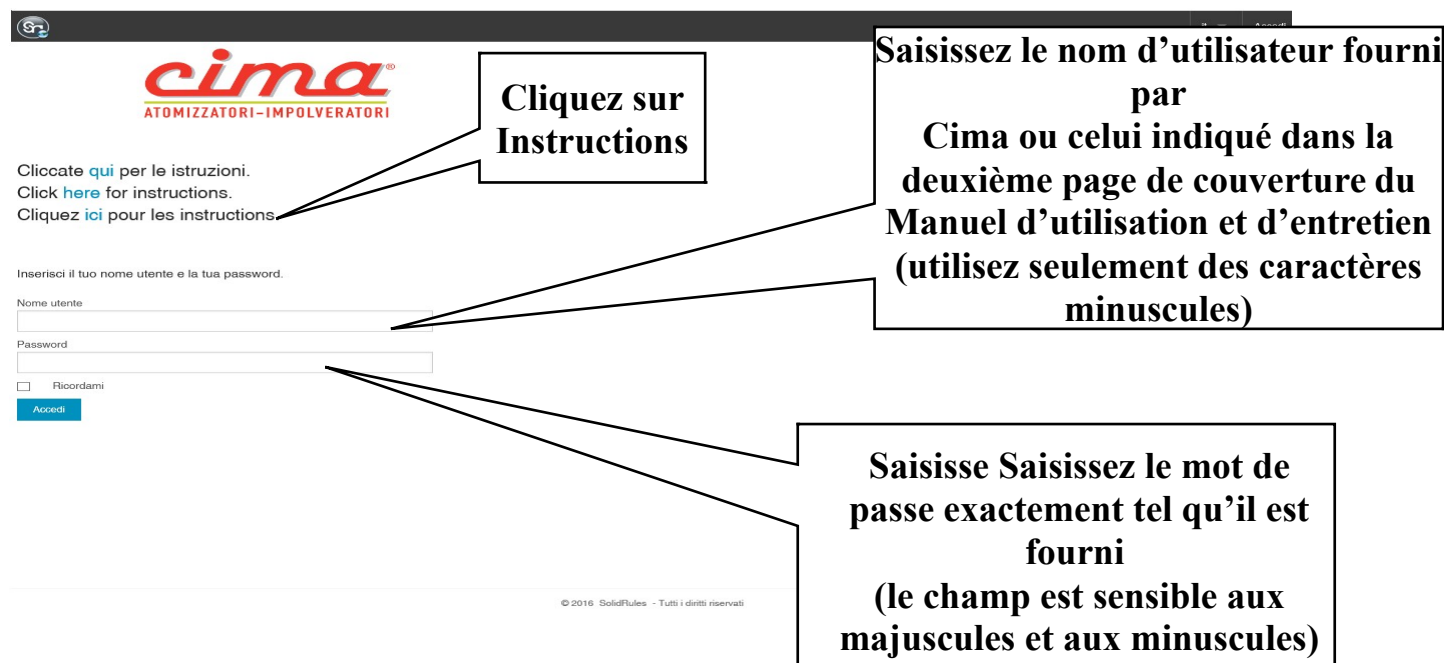 it Accedi
cima®
ATOMIZZATORI-IMPOLVERATORI
Cliquez sur
Instructions
Saisissez le nom d’utilisateur fourni
par
Cima ou celui indiqué dans la
deuxième page de couverture du
Manuel d’utilisation et d’entretien
(utilisez seulement des caractères
minuscules)
Cliccate qui per le istruzioni.
Click here for instructions.
Cliquez ici pour les instructions.
Inserisci il tuo nome utente e la tua password.
Nome utente
Password
Ricordami
Accedi
Saisisse Saisissez le mot de
passe exactement tel qu’il est
fourni
(le champ est sensible aux
majuscules et aux minuscules)
© 2016 SolidRules - Tutti i diritti riservati